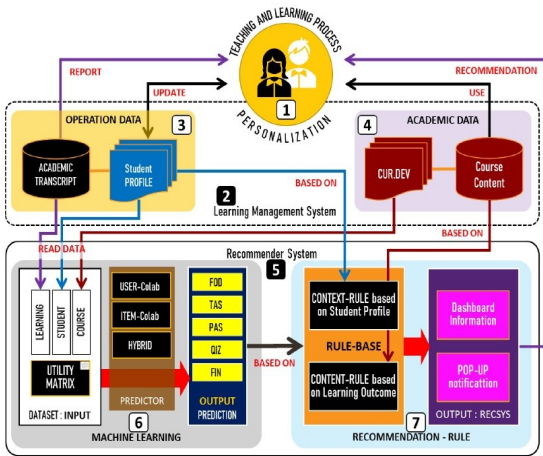 TEACHING AND LEARNING PROCESS
1
PERSONALIZATION
REPORT
RECOMMENDATION
UPDATE
USE
OPERATION DATA
3
4
ACADEMIC DATA
ACADEMIC
TRANSCRIPT
Student
PROFILE
CUR.DEV
Course
Content
BASED ON
2
Learning Management System
BASED ON
READ DATA
Recommender System
5
LEARNING
STUDENT
COURSE
UTILITY
MATRIX
DATASET : INPUT
USER-Colab
ITEM-Colab
HYBRID
PREDICTOR
FOD
TAS
PAS
QIZ
FIN
OUTPUT
PREDICTION
6
MACHINE LEARNING
BASED ON
CONTEXT-RULE based
on Student Profile
RULE-BASE
CONTENT-RULE based
on Learning Outcome
Dashboard
Information
POP-UP
notificattion
OUTPUT : RECSYS
7
RECOMMENDATION - RULE